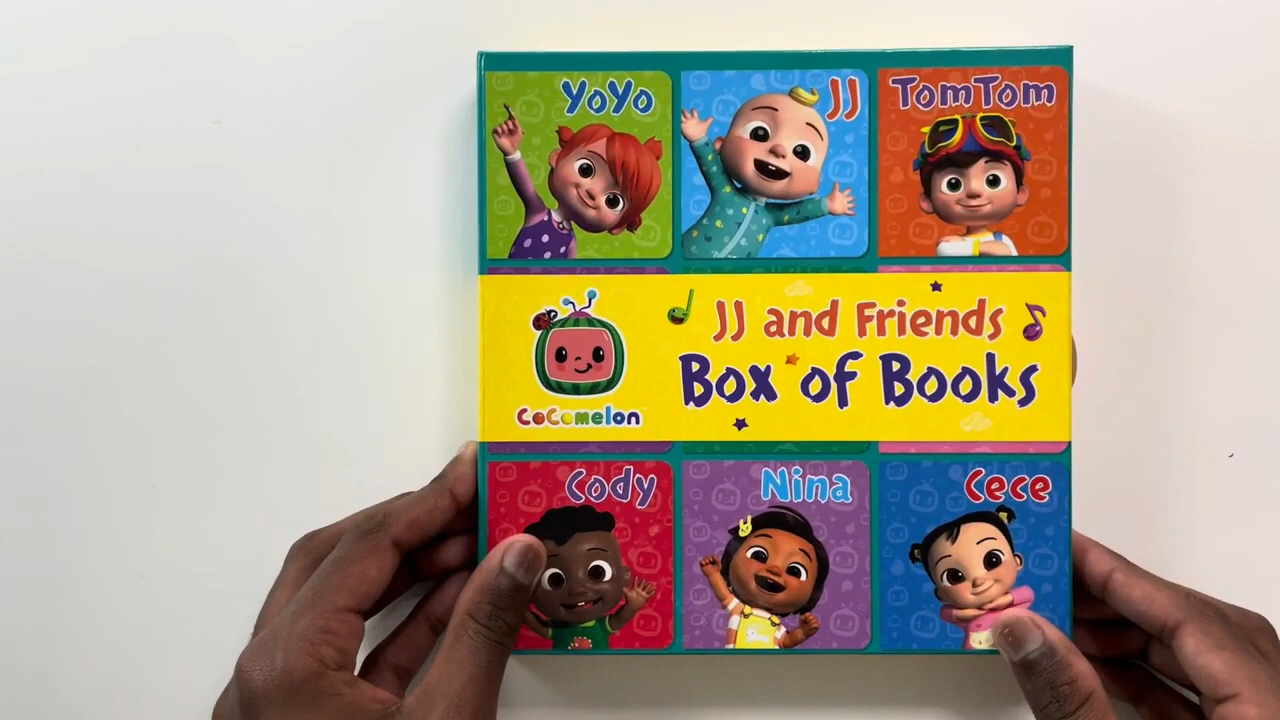 YoYo
JJ
TomTom
JJ and Friends
Box of Books
CoComelon
Cody
Nina
Cece